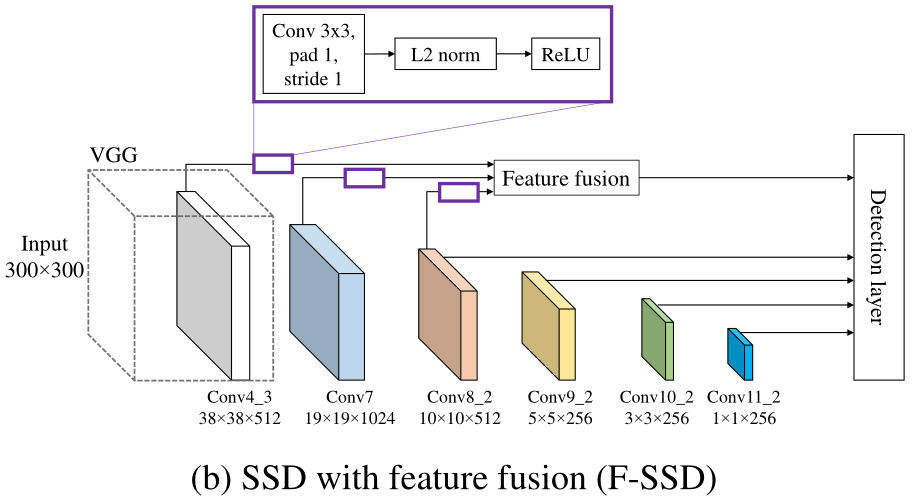 Conv 3x3,
pad 1,
stride 1
L2 norm
ReLU
VGG
Feature fusion
Input
300×300
Detection layer
Conv4_3
38×38×512
Conv7
19×19×1024
Conv8_2
10×10×512
Conv9_2
5×5×256
Conv10_2
3×3×256
Conv11_2
1×1×256
(b) SSD with feature fusion (F-SSD)